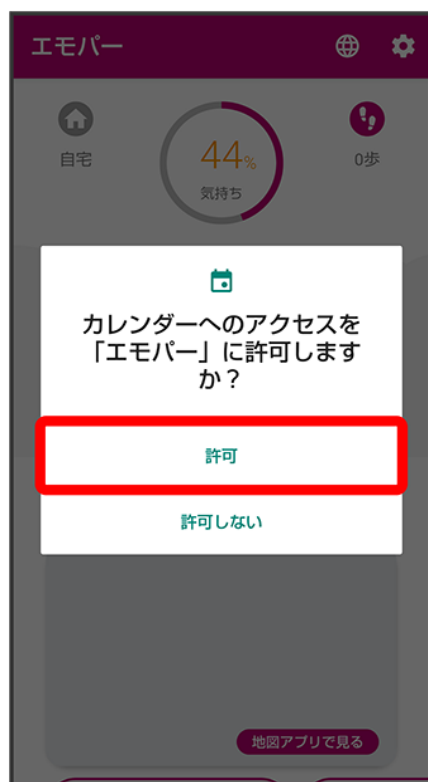 エモパー
44%
気持ち
自宅
0歩
カレンダーへのアクセスを
「エモパー」に許可します
か？
許可
許可しない
地図アプリで見る